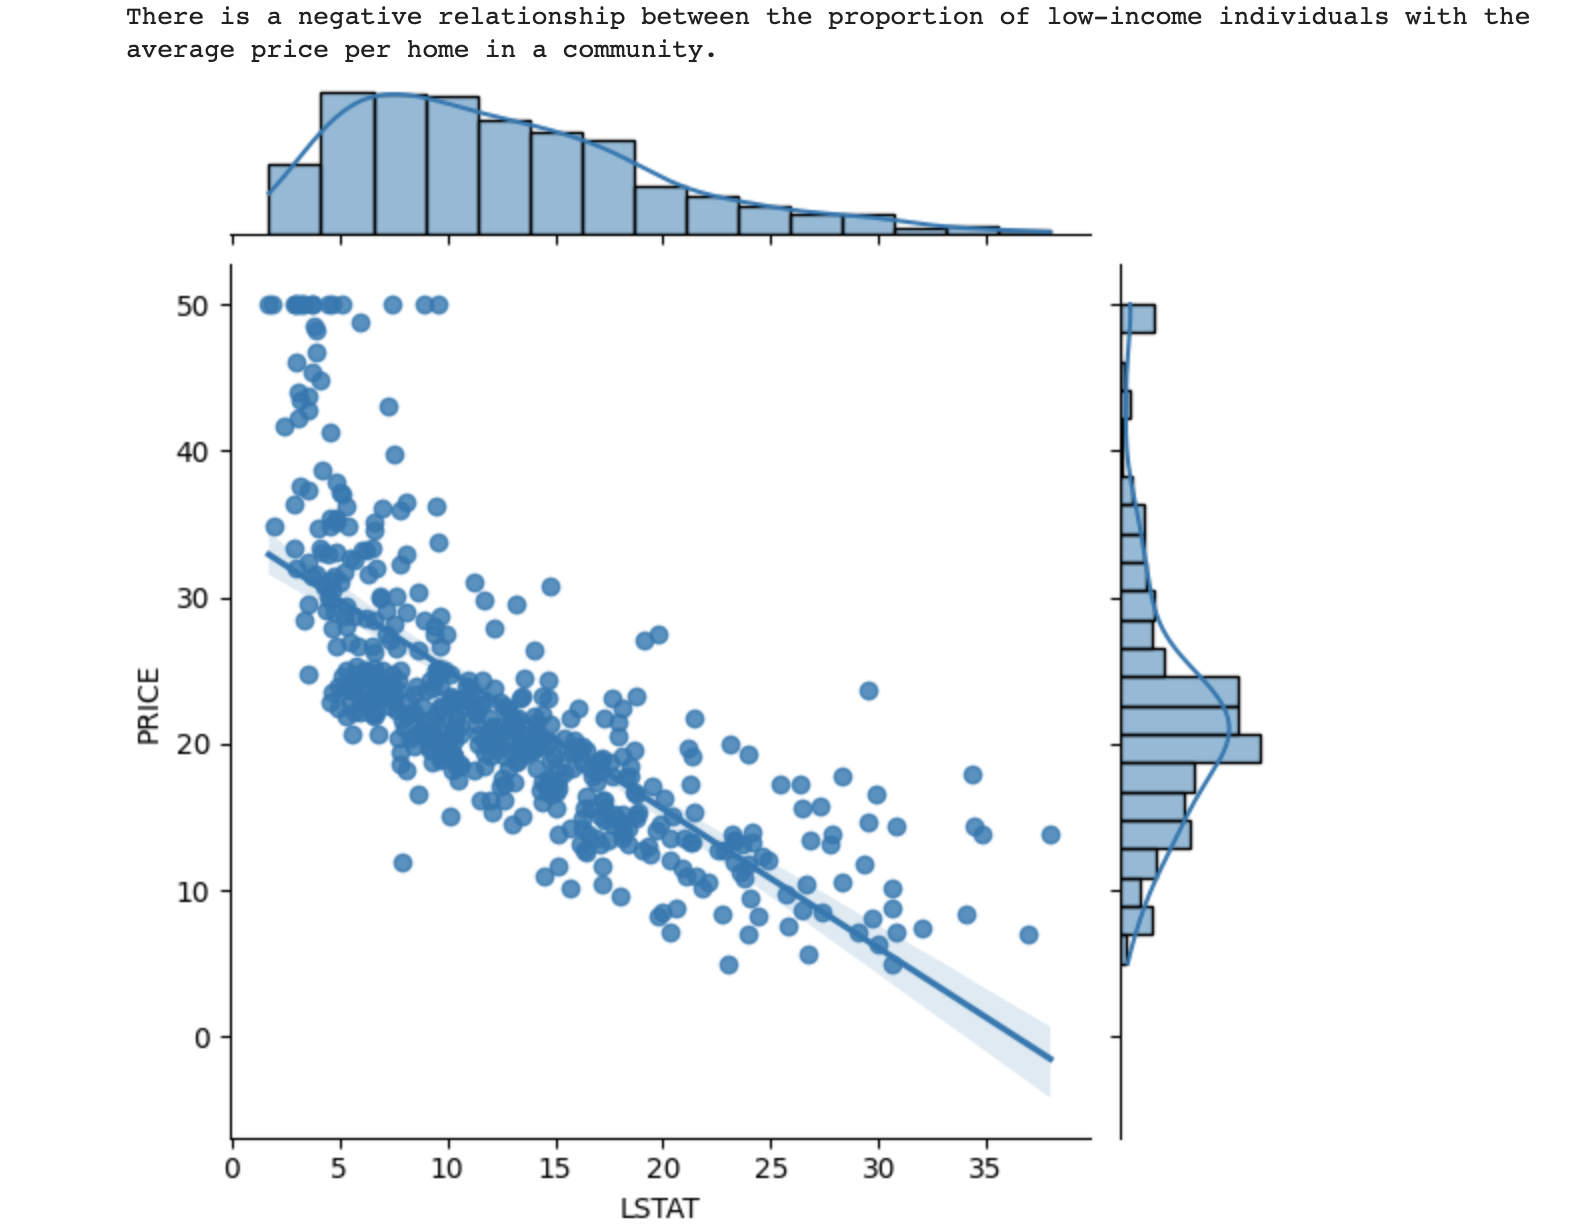 There is a negative relationship between the proportion of low-income individuals with the
average price per home in a community.
50
40
30
20
10
0
PRICE
0 5 10 15 20 25 30 35
LSTAT